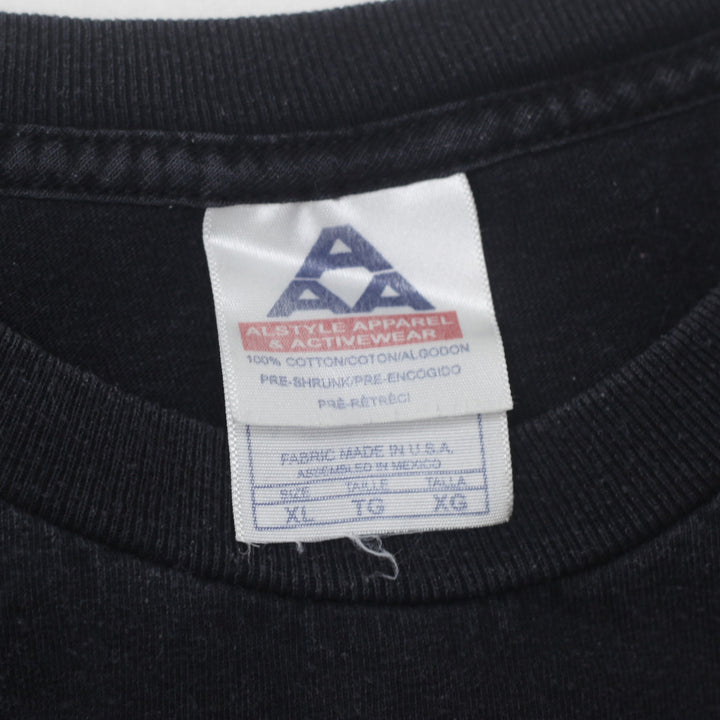 A
A A
ALSTYLE APPAREL
& ACTIVEWEAR
100% COTTON/COTON/ALGODON
PRE-SHRUNK/PRE-ENCOGIDO
PRÉ-RÉTRÉCI
FABRIC MADE IN U.S.A.
ASSEMBLED IN MEXICO
SIZE TAILLE TALLA
XL TG XG